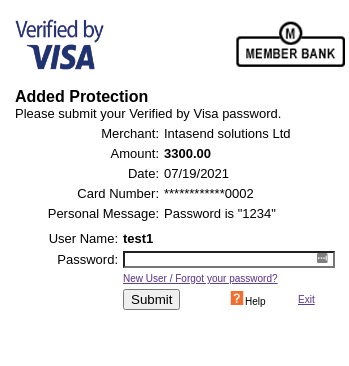 Verified by
VISA
M
MEMBER BANK
Added Protection
Please submit your Verified by Visa password.
Merchant: Intasend solutions Ltd
Amount: 3300.00
Date: 07/19/2021
Card Number: ************0002
Personal Message: Password is "1234"
User Name: test1
Password:
New User / Forgot your password?
Submit ? Help Exit